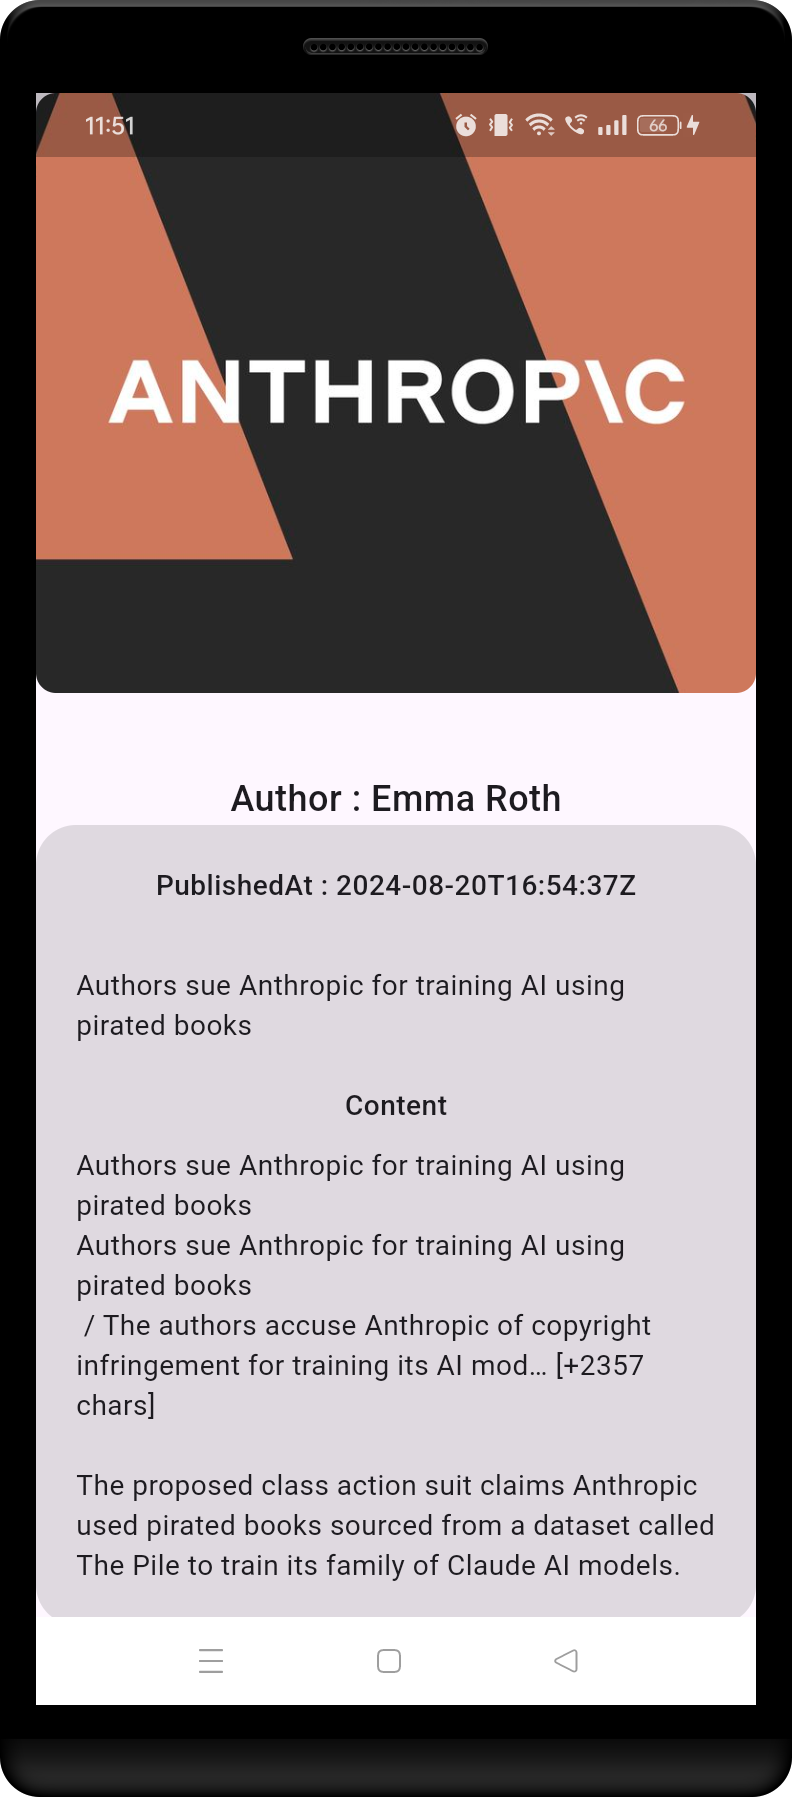 11:51
66
ANTHROP\C
Author : Emma Roth
PublishedAt : 2024-08-20T16:54:37Z
Authors sue Anthropic for training AI using
pirated books
Content
Authors sue Anthropic for training AI using
pirated books
Authors sue Anthropic for training AI using
pirated books
/ The authors accuse Anthropic of copyright
infringement for training its AI mod… [+2357
chars]
The proposed class action suit claims Anthropic
used pirated books sourced from a dataset called
The Pile to train its family of Claude AI models.